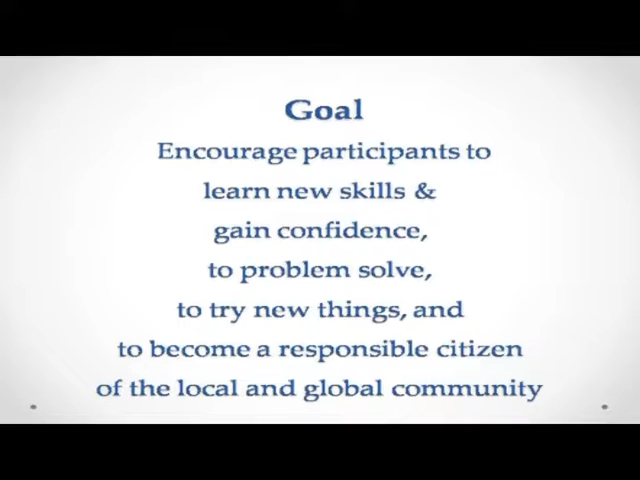 Goal
Encourage participants to
learn new skills &
gain confidence,
to problem solve,
to try new things, and
to become a responsible citizen
of the local and global community